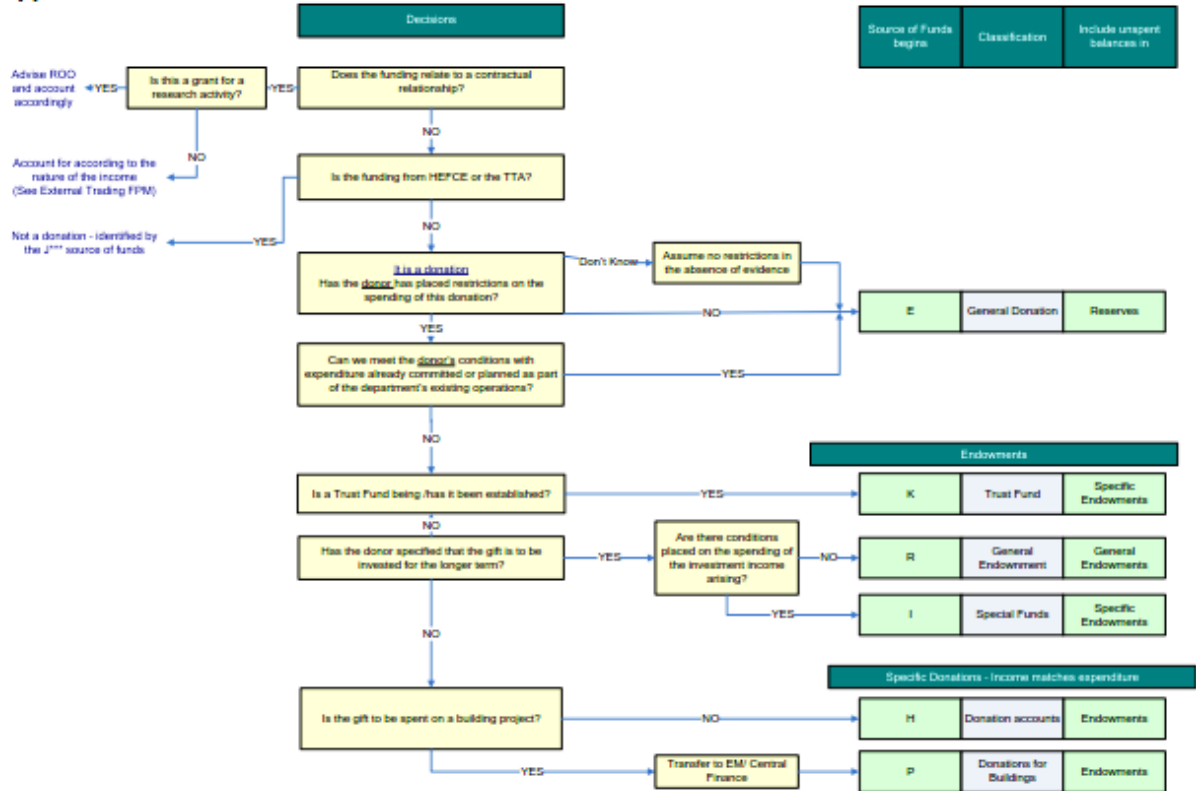 Decisions
Source of Funds
begins
Classification
Include unspent
balances in
Advise ROO
and account
accordingly
YES
Is this a grant for a
research activity?
YES
Does the funding relate to a contractual
relationship?
NO
NO
Account for according to the
nature of the income
(See External Trading FPM)
Is the funding from HEFCE or the TTA?
NO
Not a donation - identified by
the J*** source of funds
YES
It is a donation
Has the donor has placed restrictions on the
spending of this donation?
Don't Know
Assume no restrictions in
the absence of evidence
NO
E
General Donation
Reserves
YES
Can we meet the donor's conditions with
expenditure already committed or planned as part
of the department's existing operations?
YES
NO
Endowments
Is a Trust Fund being /has it been established?
YES
K
Trust Fund
Specific
Endowments
NO
Has the donor specified that the gift is to be
invested for the longer term?
YES
Are there conditions
placed on the spending of
the investment income
arising?
NO
R
General
Endownment
General
Endowments
YES
I
Special Funds
Specific
Endowments
NO
Specific Donations - Income matches expenditure
Is the gift to be spent on a building project?
NO
H
Donation accounts
Endowments
YES
Transfer to EM/ Central
Finance
P
Donations for
Buildings
Endowments